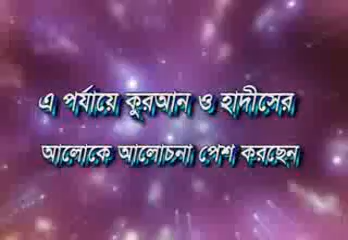 এ পর্যায়ে কুরআন ও হাদীসের
আলোকে আলোচনা পেশ করছেন